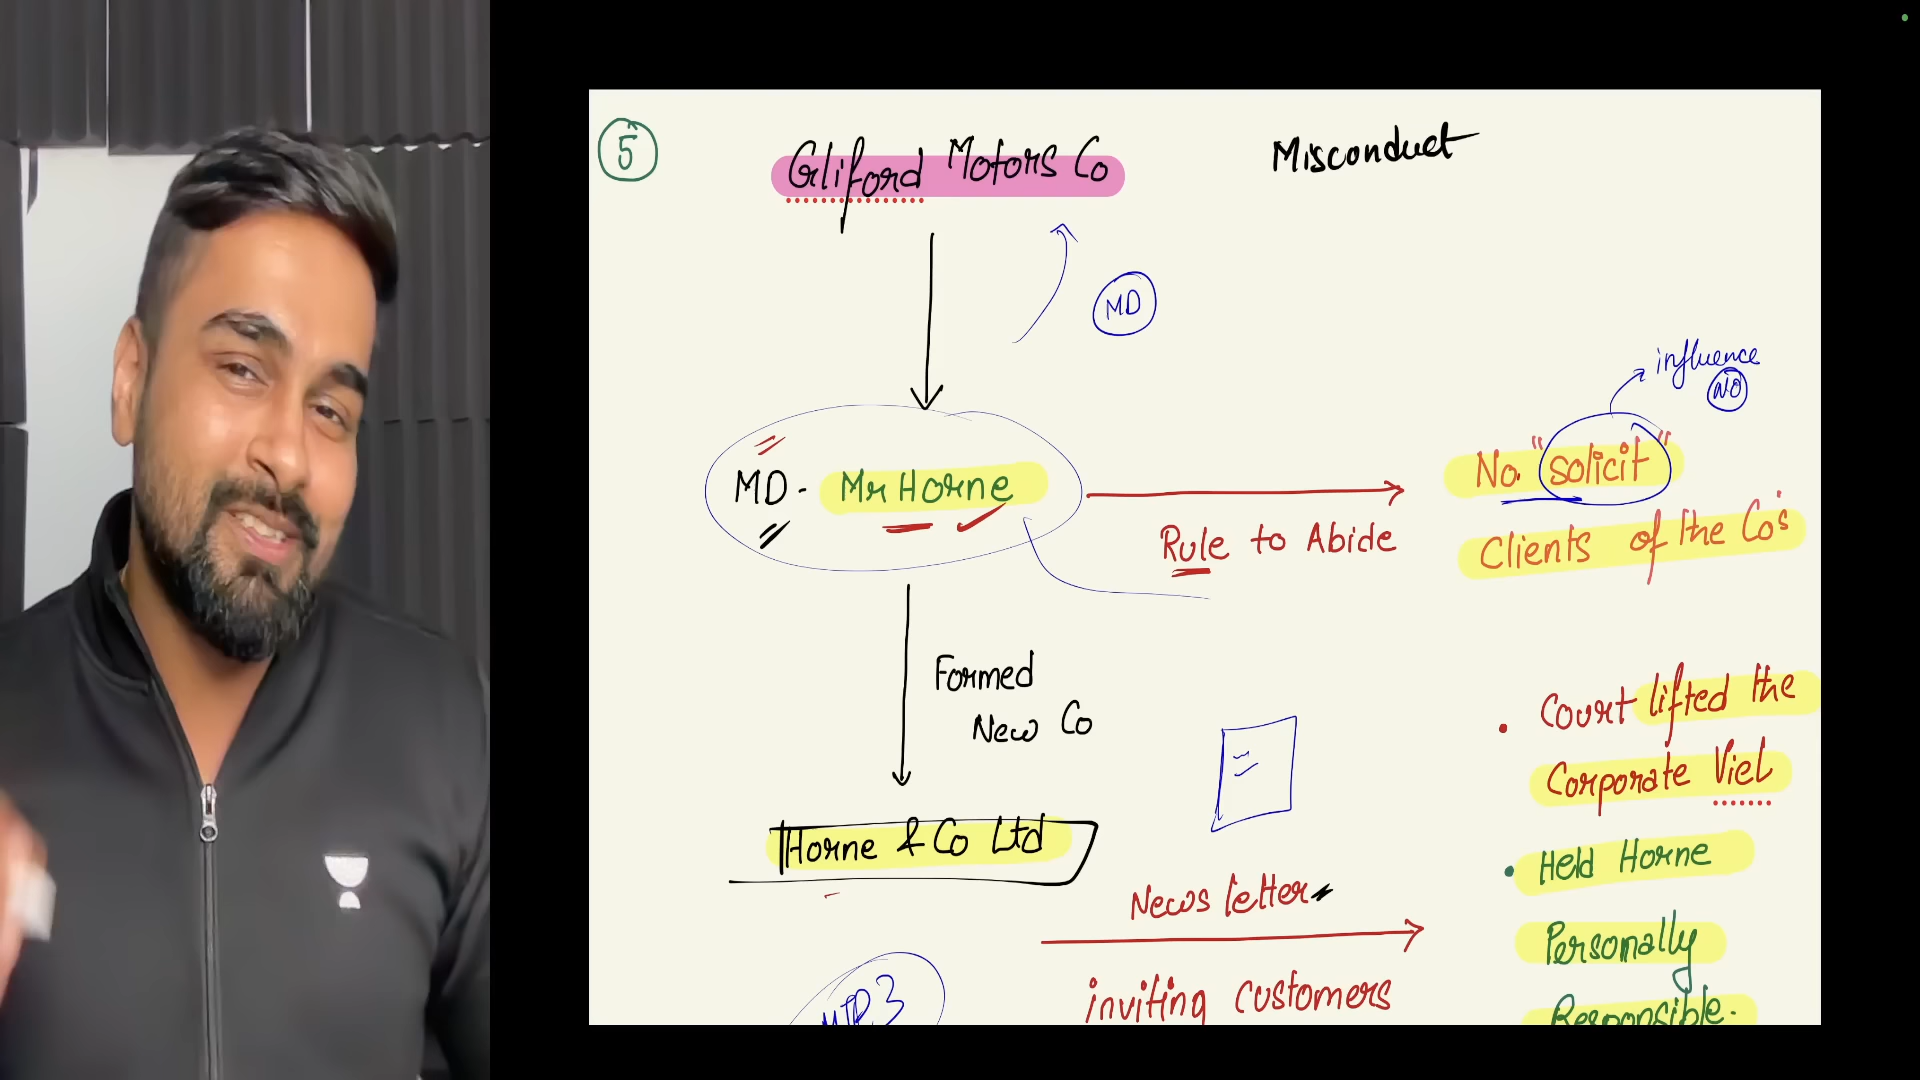 5
Gliford Motors Co
Misconduct
MD
influence
NO
MD - Mr Horne
No "solicit"
Rule to Abide
Clients of the Co's
Formed
New Co
Court lifted the
Corporate Viel
Horne & Co Ltd
Held Horne
News letter
Personally
inviting customers
Responsible.